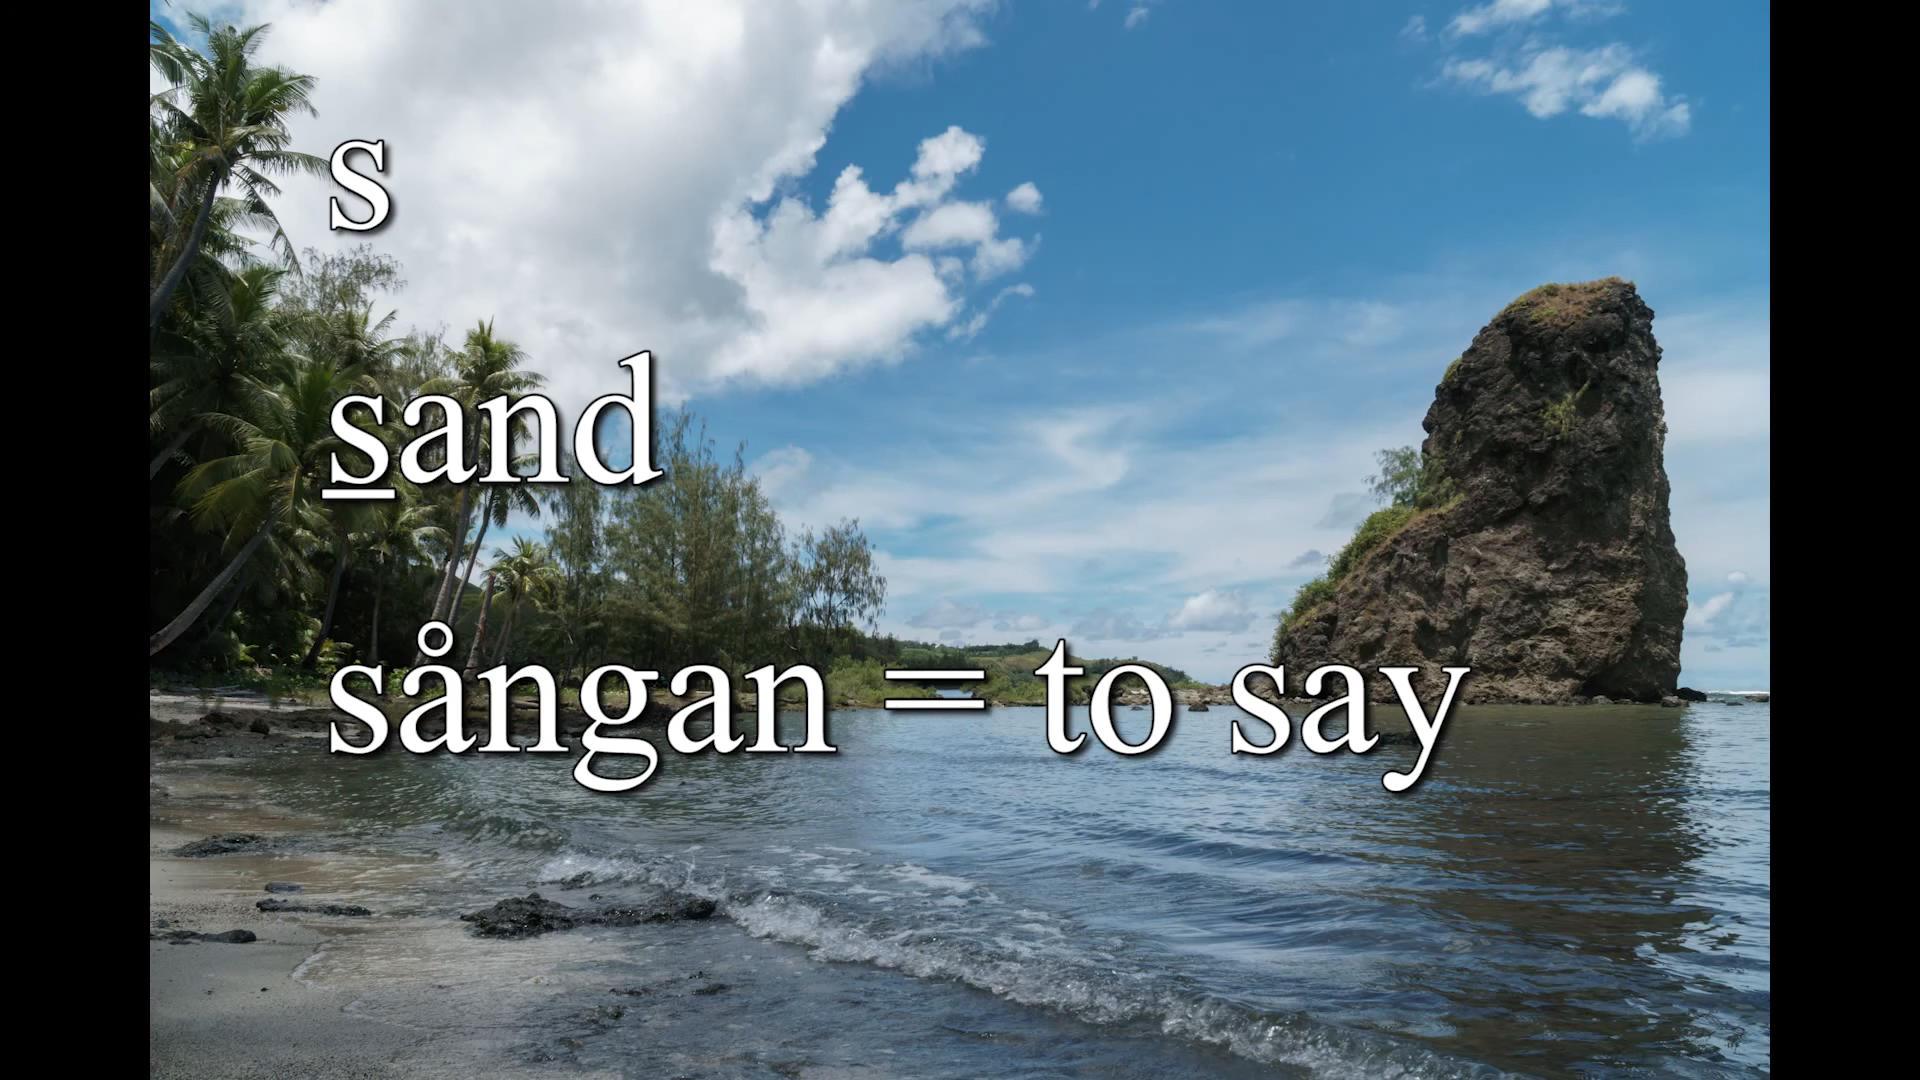 s
sand
sångan = to say